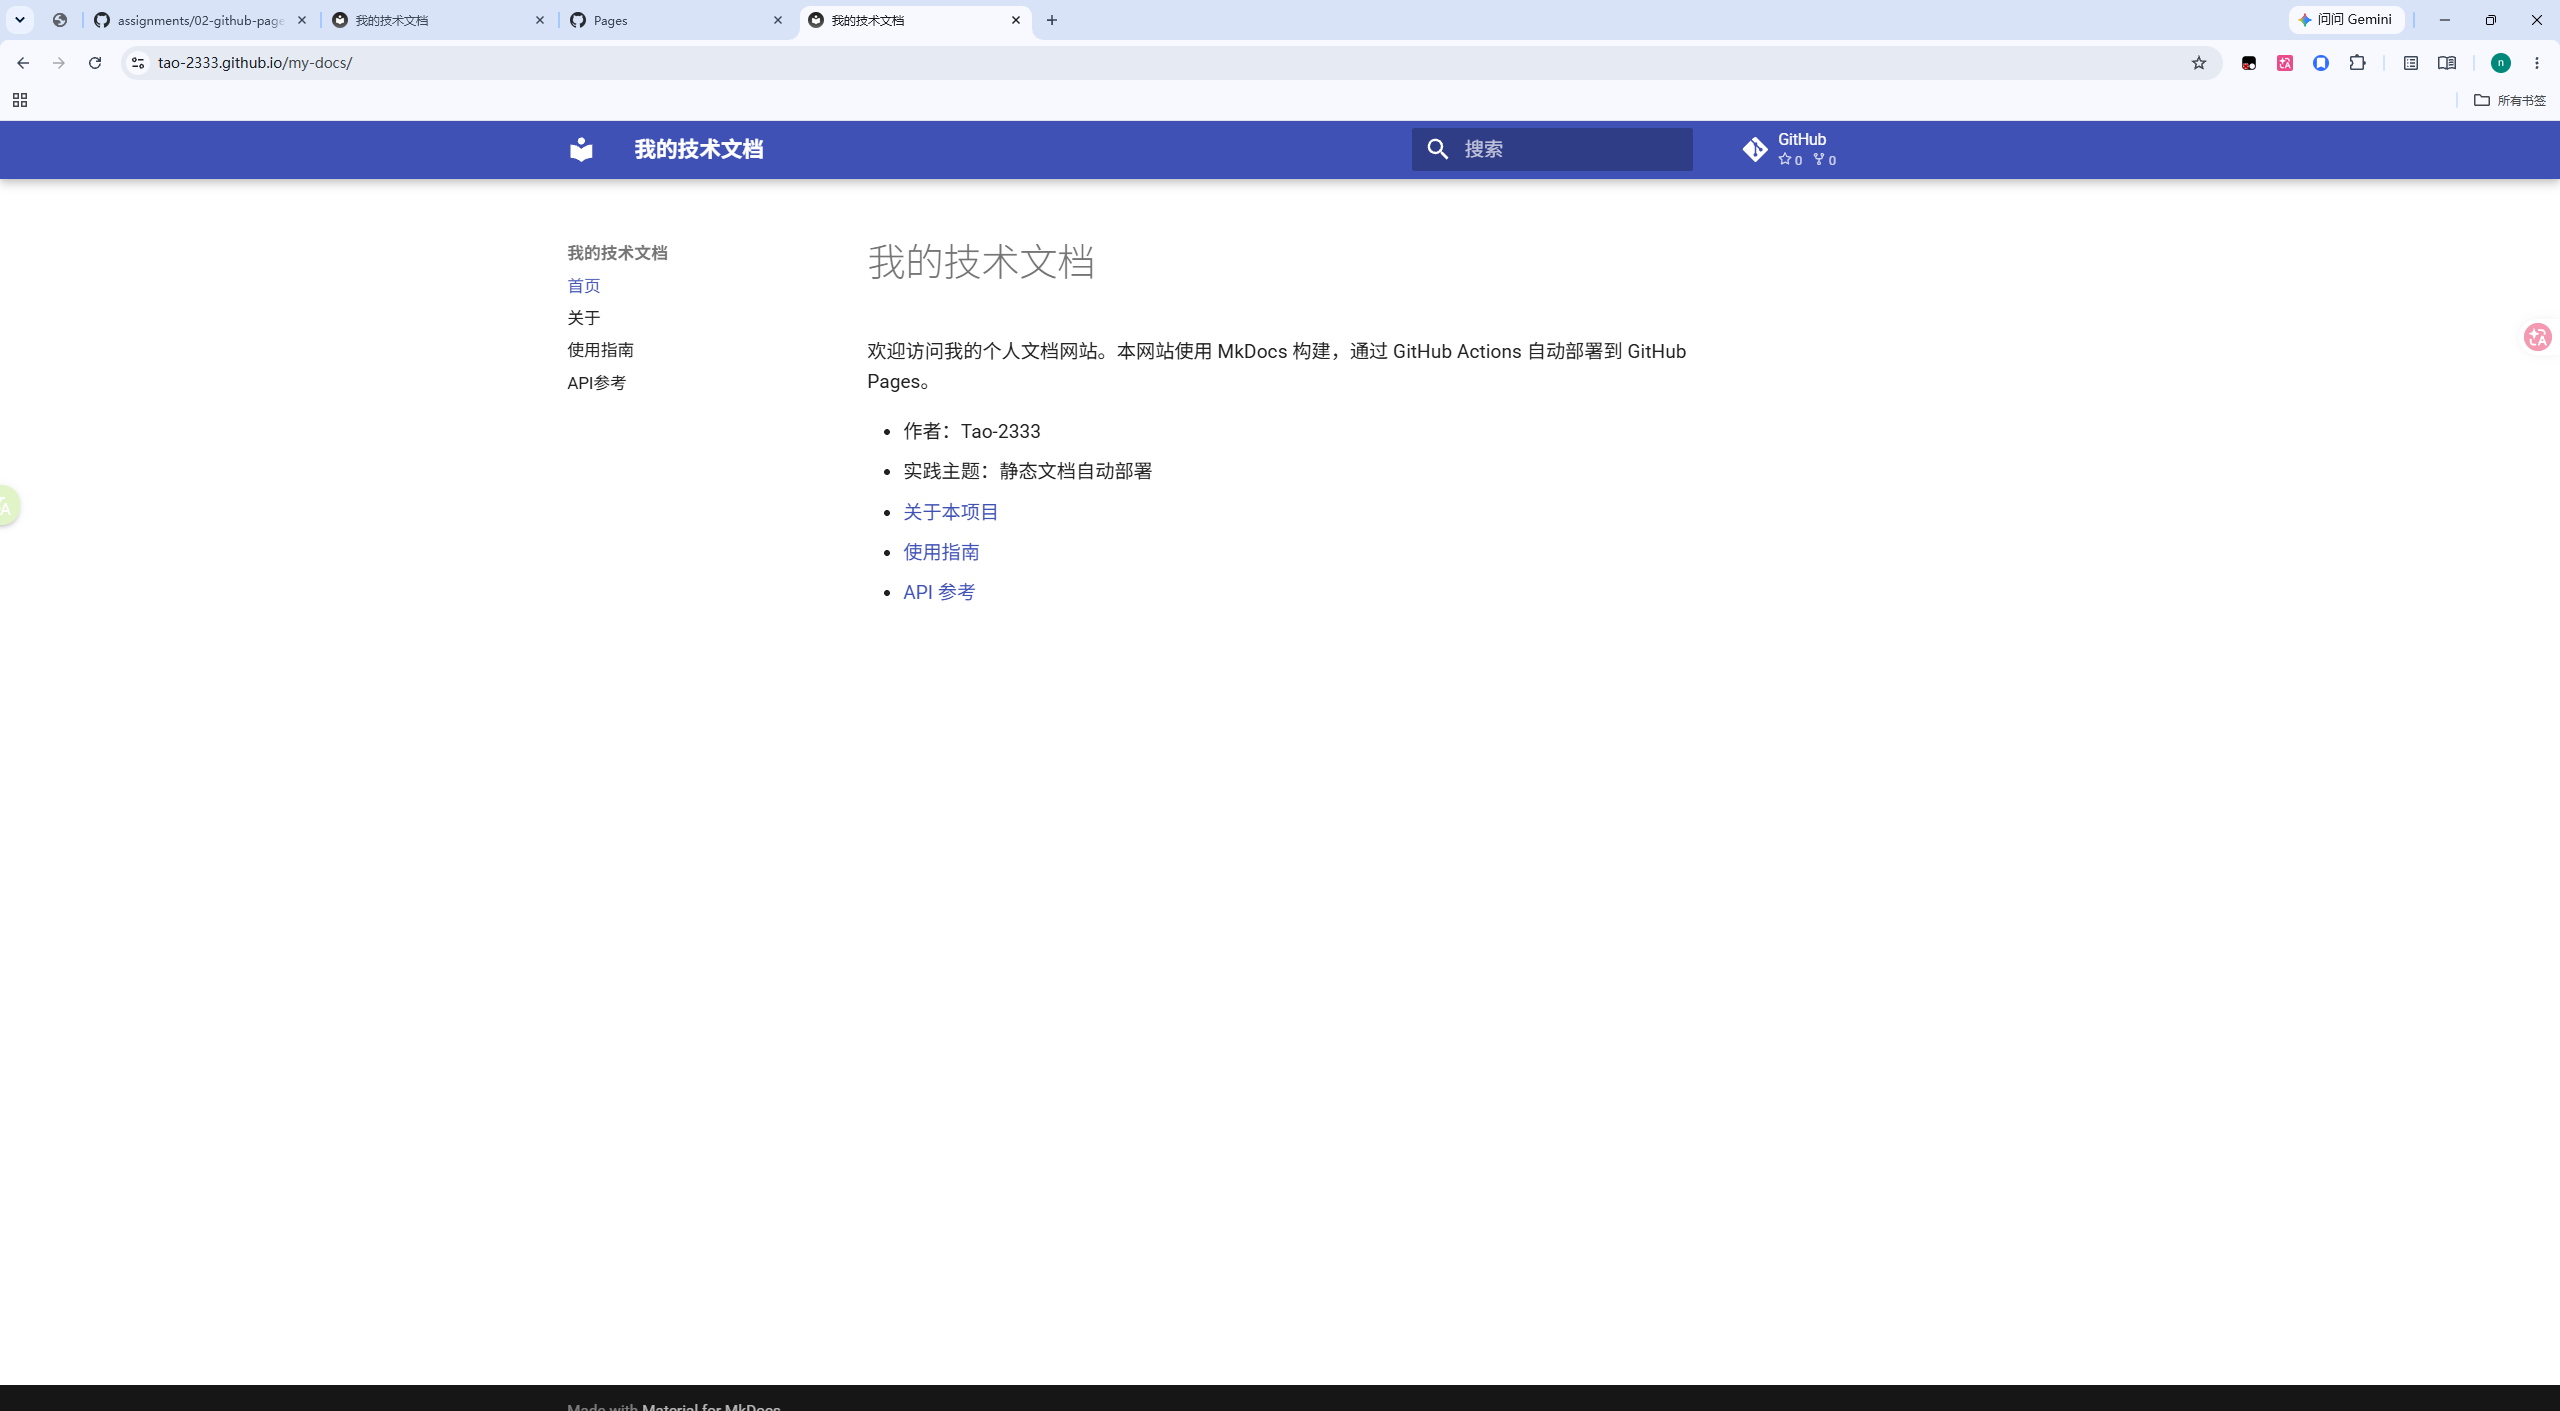 assignments/02-github-page
我的技术文档
Pages
我的技术文档
问问 Gemini
tao-2333.github.io/my-docs/
n
所有书签
我的技术文档
搜索
GitHub
0 0
我的技术文档
首页
关于
使用指南
API参考
我的技术文档
欢迎访问我的个人文档网站。本网站使用 MkDocs 构建，通过 GitHub Actions 自动部署到 GitHub
Pages。
作者：Tao-2333
实践主题：静态文档自动部署
关于本项目
使用指南
API 参考
Made with Material for MkDocs